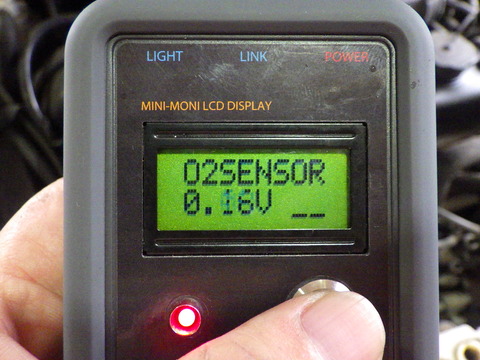 LIGHT LINK POWER
MINI-MONI LCD DISPLAY
O2SENSOR
0.16V __